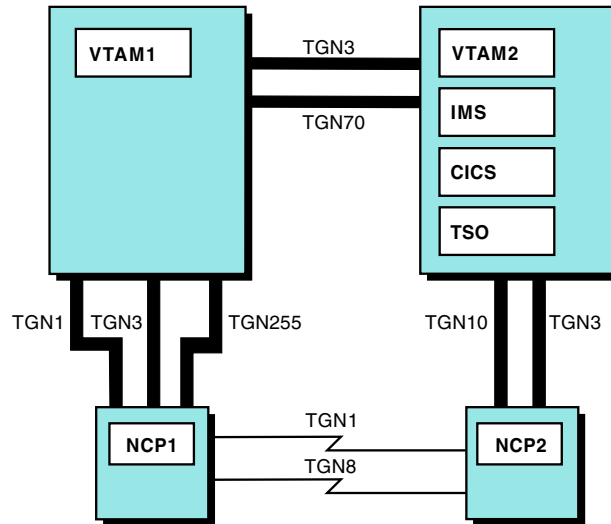 TGN3
VTAM1
VTAM2
IMS
TGN70
CICS
TSO
TGN1
TGN3
TGN255
TGN10
TGN3
TGN1
NCP1
NCP2
TGN8